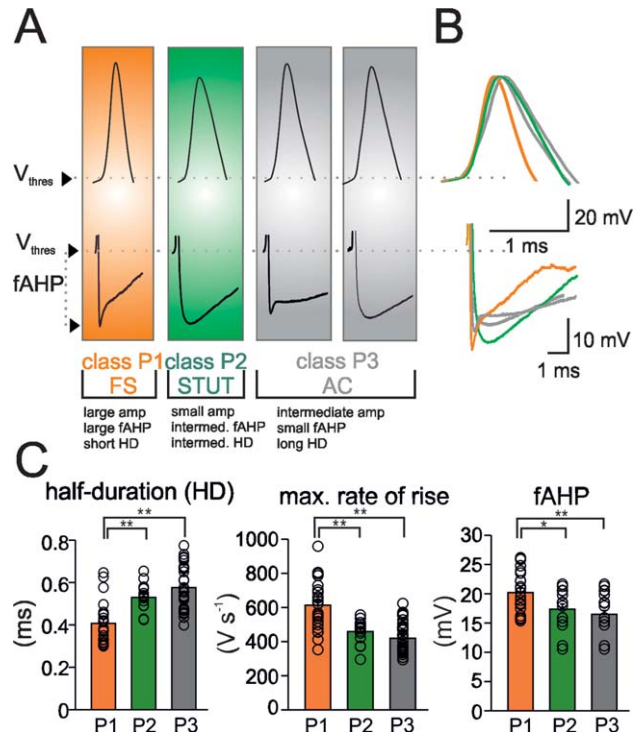 A
B
V thres
V thres
fAHP
20 mV
1 ms
10 mV
1 ms
class P1 class P2 class P3
FS STUT AC
large amp small amp intermediate amp
large fAHP intermed. fAHP small fAHP
short HD intermed. HD long HD
C
half-duration (HD) max. rate of rise fAHP
** **
** **
** **
** *
0.8
0.6
0.4
0.2
0
(ms)
P1 P2 P3
1000
800
600
400
200
0
(V s⁻¹)
P1 P2 P3
30
25
20
15
10
5
0
(mV)
P1 P2 P3